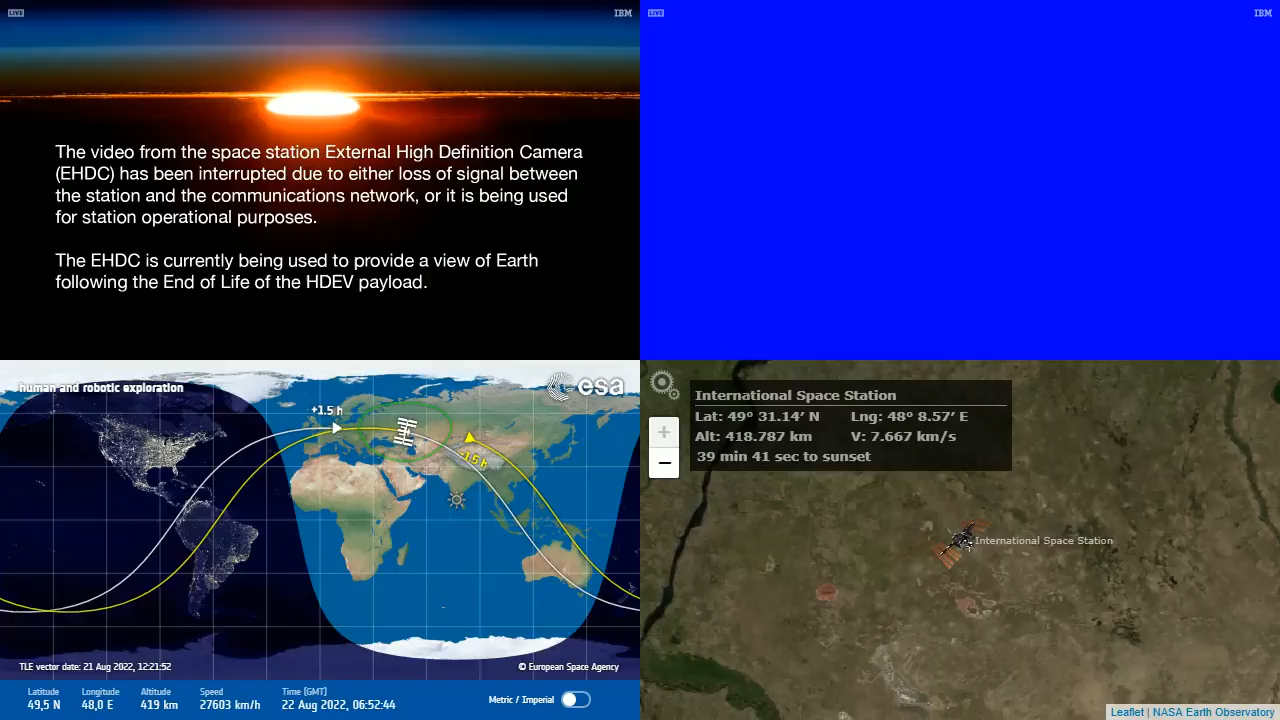 LIVE
IBM
The video from the space station External High Definition Camera
(EHDC) has been interrupted due to either loss of signal between
the station and the communications network, or it is being used
for station operational purposes.
The EHDC is currently being used to provide a view of Earth
following the End of Life of the HDEV payload.
LIVE
IBM
human and robotic exploration
esa
+1.5 h
-1.5 h
TLE vector date: 21 Aug 2022, 12:21:52
© European Space Agency
Latitude Longitude Altitude Speed Time (GMT)
49,5 N 48,0 E 419 km 27603 km/h 22 Aug 2022, 06:52:44
Metric / Imperial
+
−
International Space Station
Lat: 49° 31.14′ N Lng: 48° 8.57′ E
Alt: 418.787 km V: 7.667 km/s
39 min 41 sec to sunset
International Space Station
Leaflet | NASA Earth Observatory